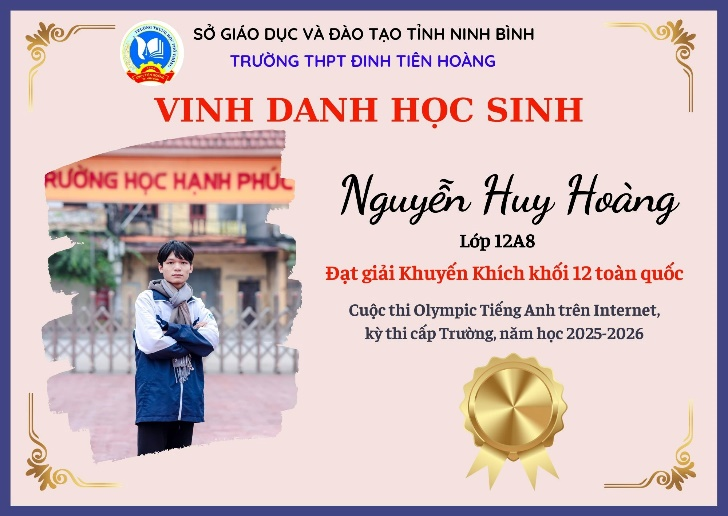 SỞ GIÁO DỤC VÀ ĐÀO TẠO TỈNH NINH BÌNH
TRƯỜNG THPT ĐINH TIÊN HOÀNG
VINH DANH HỌC SINH
RƯỜNG HỌC HẠNH PHÚC
Nguyễn Huy Hoàng
Lớp 12A8
Đạt giải Khuyến Khích khối 12 toàn quốc
Cuộc thi Olympic Tiếng Anh trên Internet,
kỳ thi cấp Trường, năm học 2025-2026